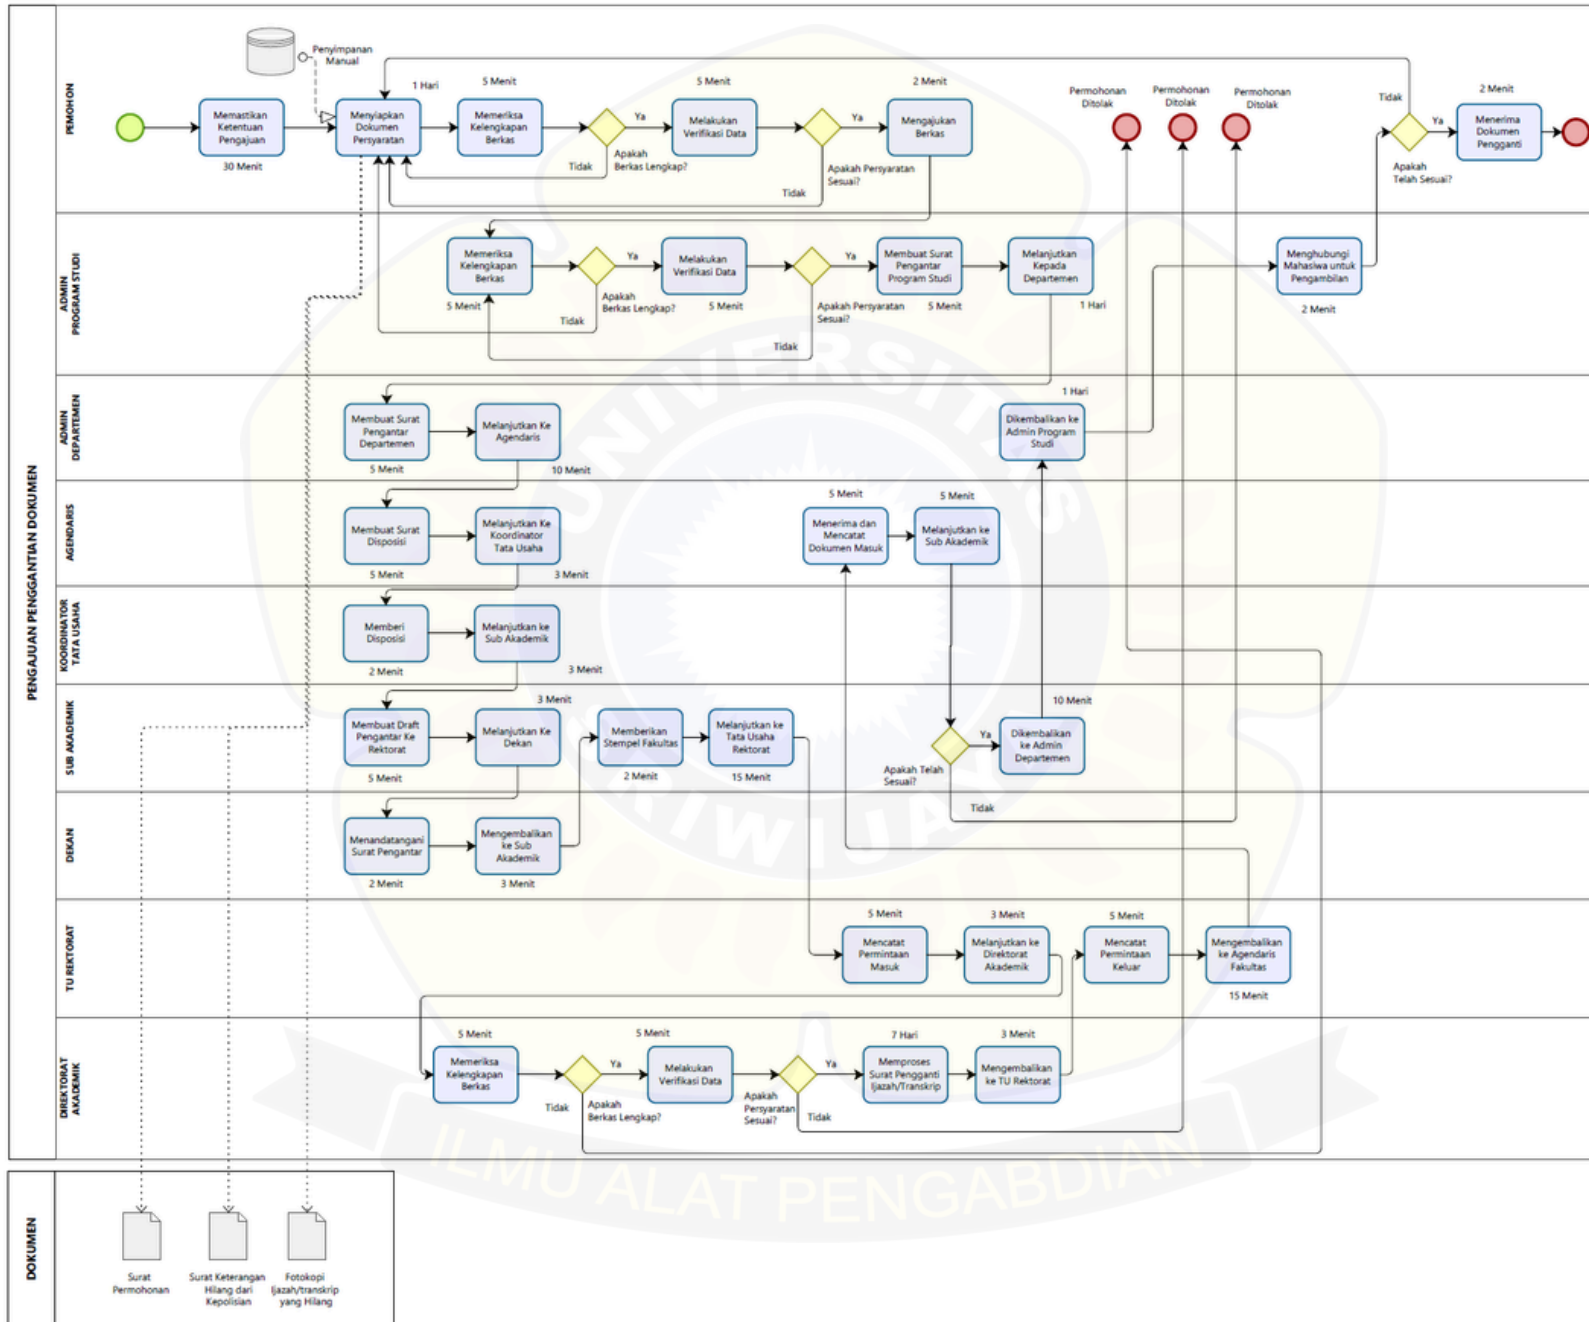 PENGAJUAN PENGGANTIAN DOKUMEN
PEMOHON
Penyimpanan
Manual
Memastikan
Ketentuan
Pengajuan
30 Menit
Menyiapkan
Dokumen
Persyaratan
1 Hari
5 Menit
Memeriksa
Kelengkapan
Berkas
Ya
Tidak
Apakah
Berkas Lengkap?
5 Menit
Melakukan
Verifikasi Data
Ya
Tidak
Apakah Persyaratan
Sesuai?
2 Menit
Mengajukan
Berkas
Permohonan
Ditolak
Permohonan
Ditolak
Permohonan
Ditolak
Tidak
Ya
Apakah
Telah Sesuai?
2 Menit
Menerima
Dokumen
Pengganti
ADMIN
PROGRAM STUDI
Memeriksa
Kelengkapan
Berkas
5 Menit
Ya
Apakah
Berkas Lengkap?
Tidak
Melakukan
Verifikasi Data
5 Menit
Ya
Apakah Persyaratan
Sesuai?
Tidak
Membuat Surat
Pengantar
Program Studi
5 Menit
Melanjutkan
Kepada
Departemen
1 Hari
Menghubungi
Mahasiwa untuk
Pengambilan
2 Menit
ADMIN
DEPARTEMEN
Membuat Surat
Pengantar
Departemen
5 Menit
Melanjutkan Ke
Agendaris
10 Menit
1 Hari
Dikembalikan ke
Admin Program
Studi
AGENDARIS
Membuat Surat
Disposisi
5 Menit
Melanjutkan Ke
Koordinator
Tata Usaha
3 Menit
5 Menit
Menerima dan
Mencatat
Dokumen Masuk
5 Menit
Melanjutkan ke
Sub Akademik
KOORDINATOR
TATA USAHA
Memberi
Disposisi
2 Menit
Melanjutkan ke
Sub Akademik
3 Menit
SUB AKADEMIK
Membuat Draft
Pengantar Ke
Rektorat
5 Menit
3 Menit
Melanjutkan Ke
Dekan
Memberikan
Stempel Fakultas
2 Menit
Melanjutkan ke
Tata Usaha
Rektorat
15 Menit
Apakah Telah
Sesuai?
Ya
Tidak
10 Menit
Dikembalikan
ke Admin
Departemen
DEKAN
Menandatangani
Surat Pengantar
2 Menit
Mengembalikan
ke Sub
Akademik
3 Menit
TU REKTORAT
5 Menit
Mencatat
Permintaan
Masuk
3 Menit
Melanjutkan ke
Direktorat
Akademik
5 Menit
Mencatat
Permintaan
Keluar
Mengembalikan
ke Agendaris
Fakultas
15 Menit
DIREKTORAT
AKADEMIK
5 Menit
Memeriksa
Kelengkapan
Berkas
Ya
Tidak
Apakah
Berkas Lengkap?
5 Menit
Melakukan
Verifikasi Data
Ya
Apakah
Persyaratan
Sesuai?
Tidak
7 Hari
Memproses
Surat Pengganti
Ijazah/Transkrip
3 Menit
Mengembalikan
ke TU Rektorat
DOKUMEN
Surat
Permohonan
Surat Keterangan
Hilang dari
Kepolisian
Fotokopi
Ijazah/transkrip
yang Hilang
UNIVERSITAS
SRIWIJAYA
ILMU ALAT PENGABDIAN